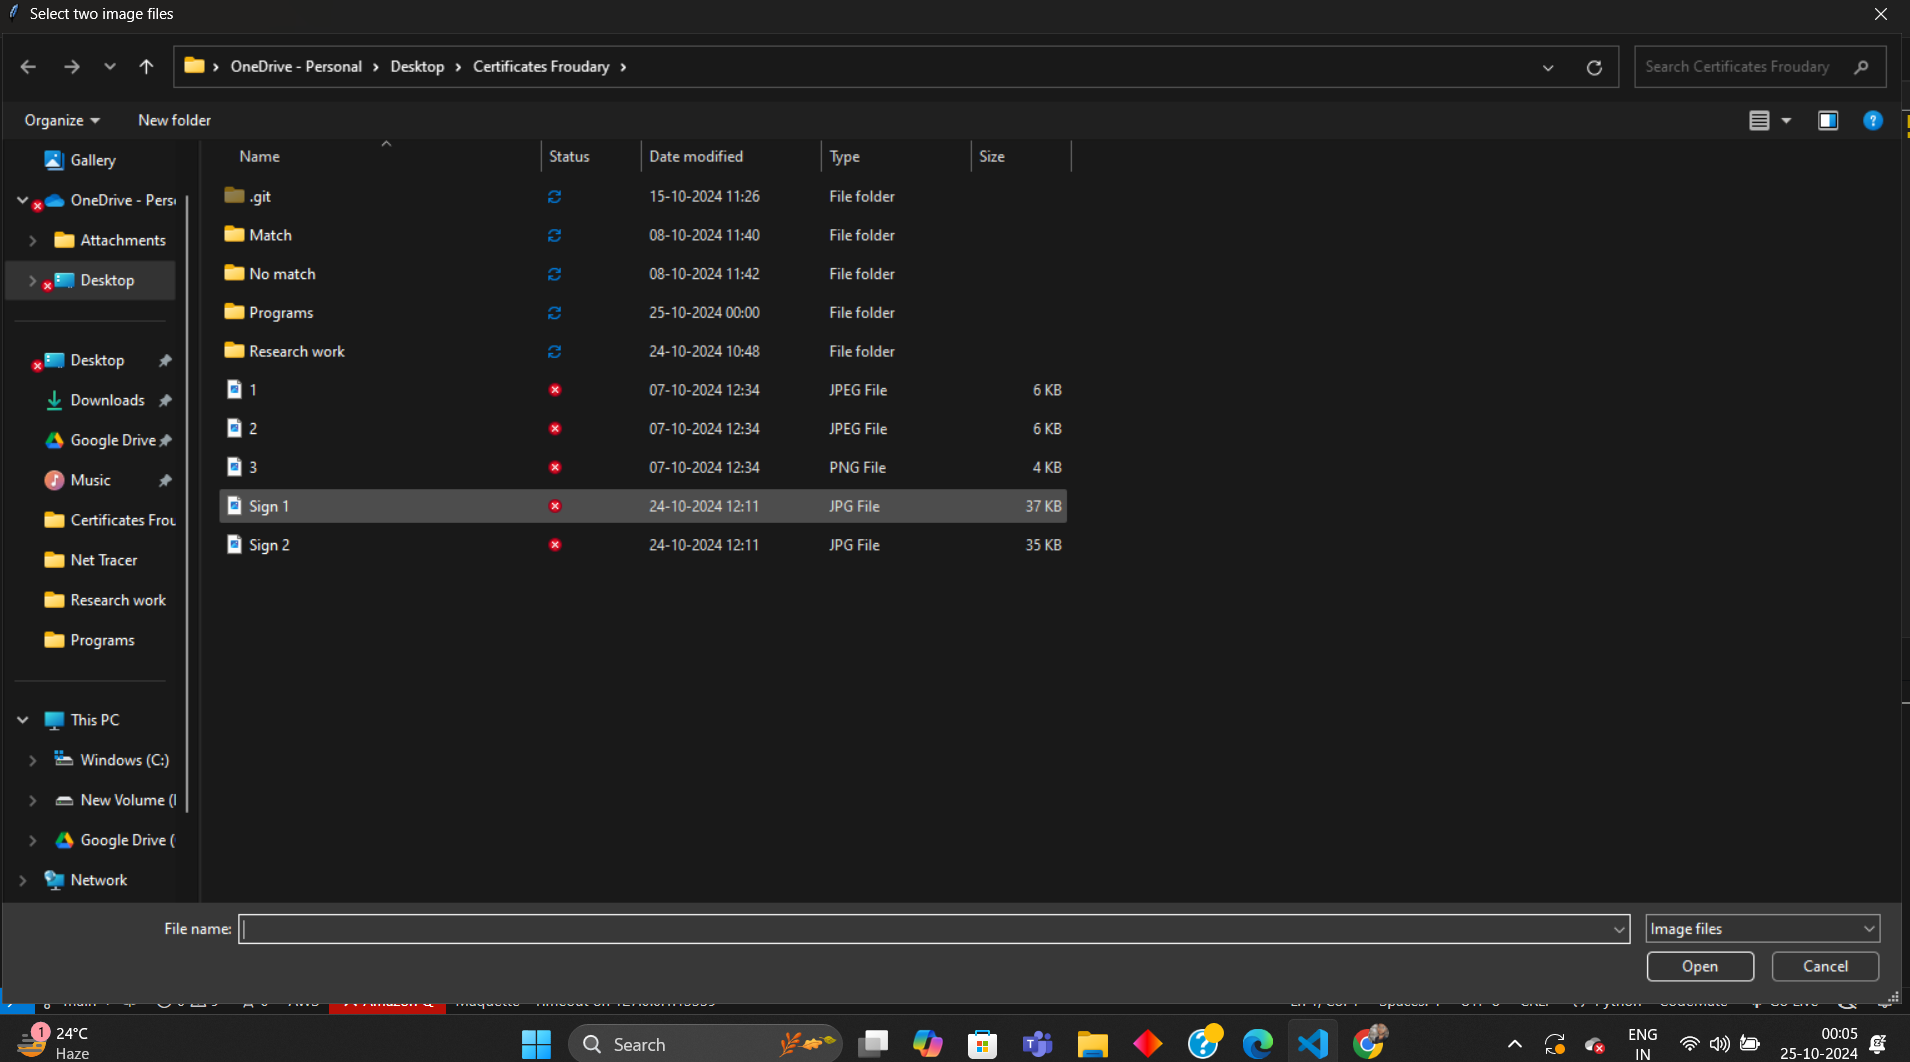 Select two image files
OneDrive - Personal > Desktop > Certificates Froudary >
Search Certificates Froudary
Organize
New folder
Gallery
OneDrive - Perso
Attachments
Desktop
Desktop
Downloads
Google Drive
Music
Certificates Frou
Net Tracer
Research work
Programs
This PC
Windows (C:)
New Volume (
Google Drive (
Network
Name Status Date modified Type Size
.git 15-10-2024 11:26 File folder
Match 08-10-2024 11:40 File folder
No match 08-10-2024 11:42 File folder
Programs 25-10-2024 00:00 File folder
Research work 24-10-2024 10:48 File folder
1 07-10-2024 12:34 JPEG File 6 KB
2 07-10-2024 12:34 JPEG File 6 KB
3 07-10-2024 12:34 PNG File 4 KB
Sign 1 24-10-2024 12:11 JPG File 37 KB
Sign 2 24-10-2024 12:11 JPG File 35 KB
File name:
Image files
Open
Cancel
1
24°C
Haze
Search
ENG
IN
00:05
25-10-2024